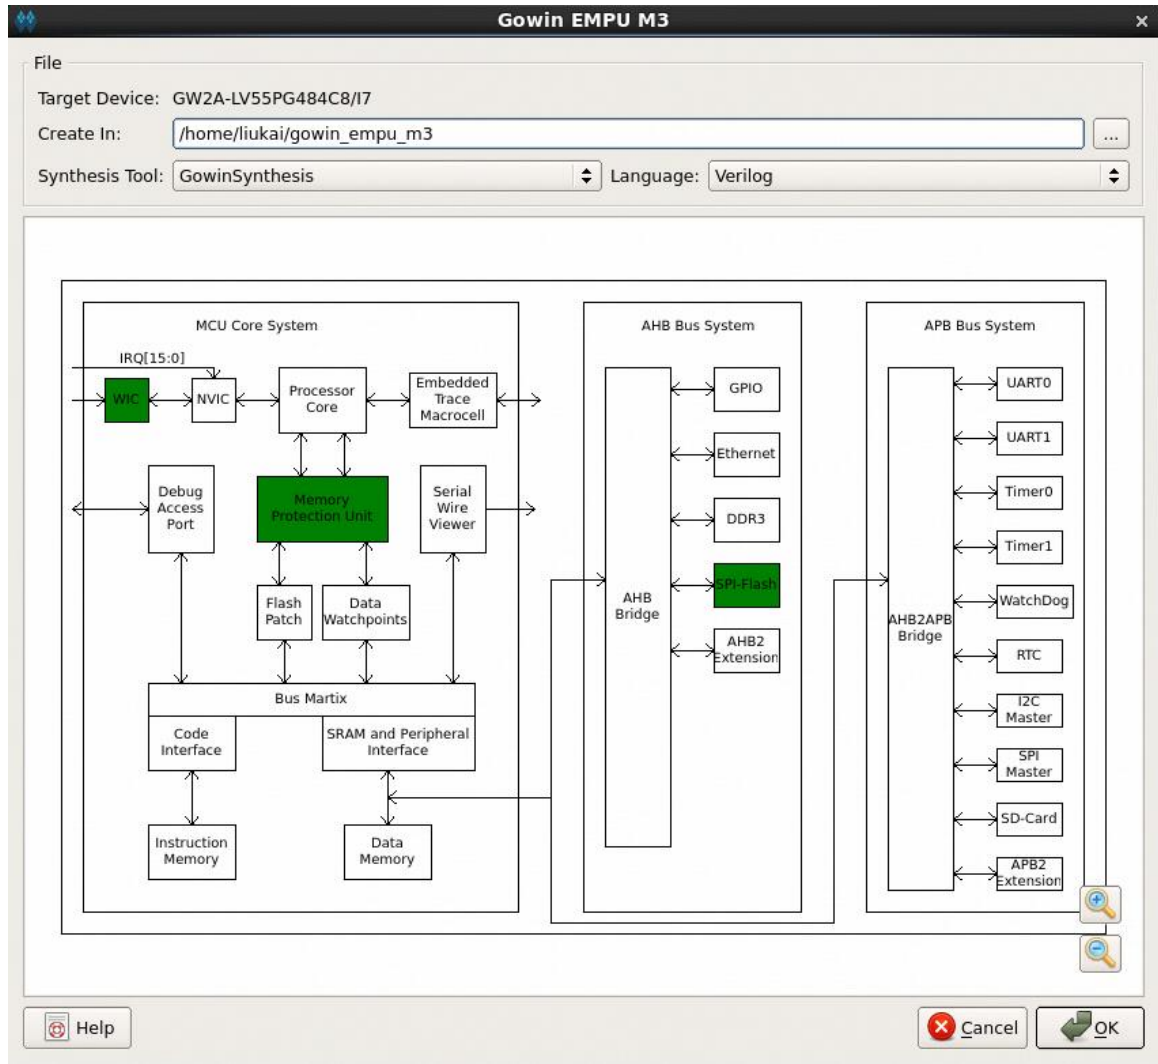 Gowin EMPU M3
File
Target Device: GW2A-LV55PG484C8/I7
Create In: /home/liukai/gowin_empu_m3 ...
Synthesis Tool: GowinSynthesis Language: Verilog
MCU Core System
IRQ[15:0]
WIC
NVIC
Processor
Core
Embedded
Trace
Macrocell
Debug
Access
Port
Memory
Protection Unit
Serial
Wire
Viewer
Flash
Patch
Data
Watchpoints
Bus Martix
Code
Interface
SRAM and Peripheral
Interface
Instruction
Memory
Data
Memory
AHB Bus System
AHB
Bridge
GPIO
Ethernet
DDR3
SPI-Flash
AHB2
Extension
APB Bus System
AHB2APB
Bridge
UART0
UART1
Timer0
Timer1
WatchDog
RTC
I2C
Master
SPI
Master
SD-Card
APB2
Extension
Help
Cancel
OK